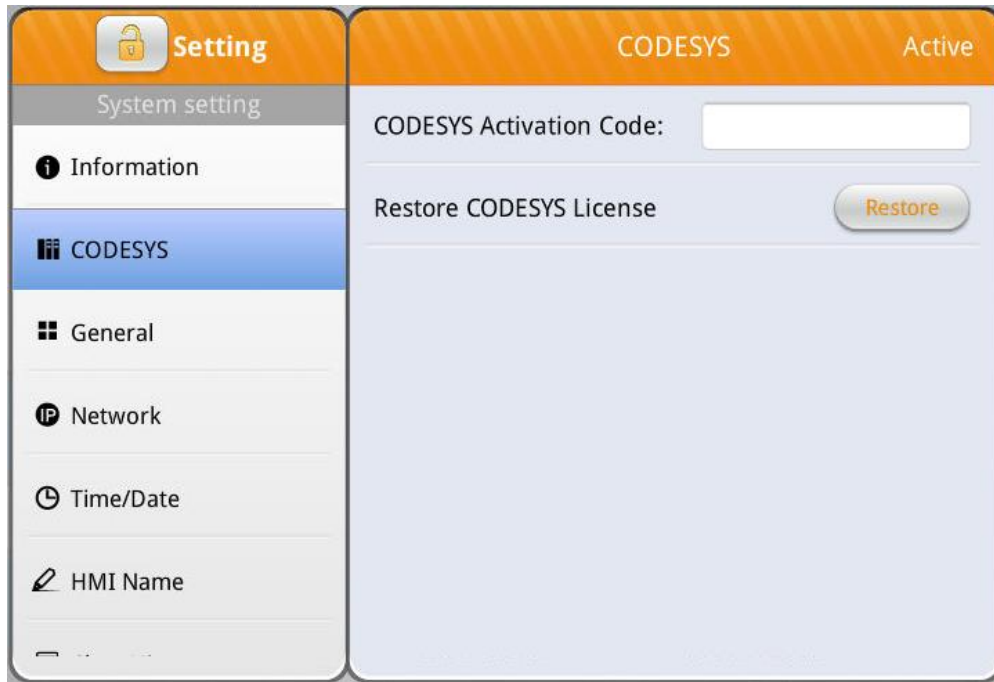 Setting
System setting
Information
CODESYS
General
IP Network
Time/Date
HMI Name
CODESYS Active
CODESYS Activation Code:
Restore CODESYS License Restore